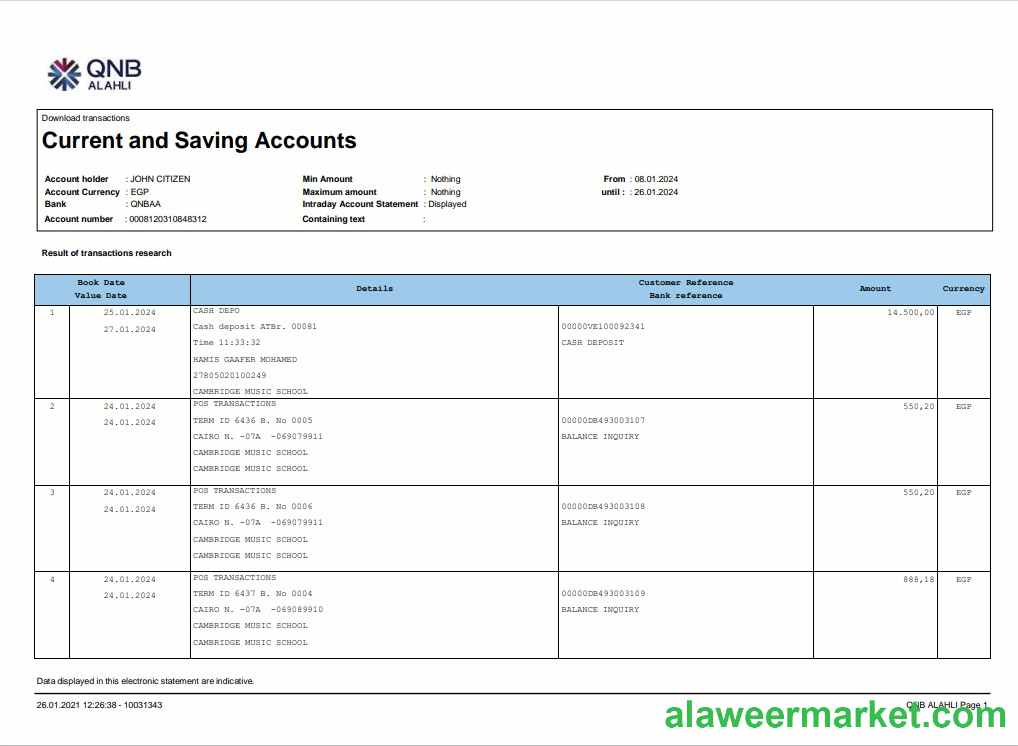 QNB
ALAHLI
Download transactions
Current and Saving Accounts
Account holder : JOHN CITIZEN Min Amount : Nothing From : 08.01.2024
Account Currency : EGP Maximum amount : Nothing until : : 26.01.2024
Bank : QNBAA Intraday Account Statement : Displayed
Account number : 0008120310848312 Containing text :
Result of transactions research
Book Date Customer Reference
Details Amount Currency
Value Date Bank reference
1 25.01.2024 CASH DEPO 14.500,00 EGP
27.01.2024 Cash deposit ATBr. 00081 00000VE100092341
Time 11:33:32 CASH DEPOSIT
HAMIS GAAFER MOHAMED
27805020100249
CAMBRIDGE MUSIC SCHOOL
2 24.01.2024 POS TRANSACTIONS 550,20 EGP
24.01.2024 TERM ID 6436 B. No 0005 00000DB493003107
CAIRO N. -07A -069079911 BALANCE INQUIRY
CAMBRIDGE MUSIC SCHOOL
CAMBRIDGE MUSIC SCHOOL
3 24.01.2024 POS TRANSACTIONS 550,20 EGP
24.01.2024 TERM ID 6436 B. No 0006 00000DB493003108
CAIRO N. -07A -069079911 BALANCE INQUIRY
CAMBRIDGE MUSIC SCHOOL
CAMBRIDGE MUSIC SCHOOL
4 24.01.2024 POS TRANSACTIONS 888,18 EGP
24.01.2024 TERM ID 6437 B. No 0004 00000DB493003109
CAIRO N. -07A -069089910 BALANCE INQUIRY
CAMBRIDGE MUSIC SCHOOL
CAMBRIDGE MUSIC SCHOOL
Data displayed in this electronic statement are indicative.
26.01.2021 12:26:38 - 10031343 QNB ALAHLI Page 1
alaweermarket.com